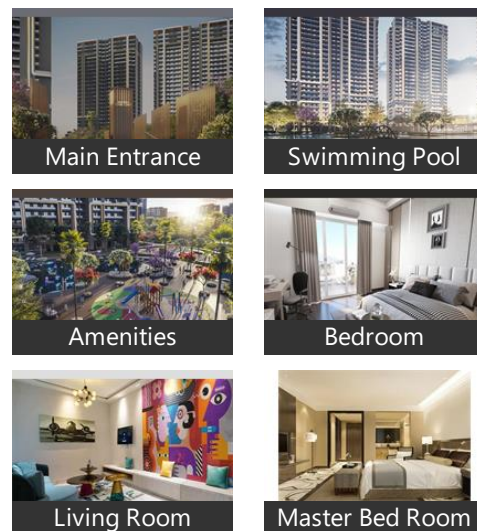 Main Entrance
Swimming Pool
Amenities
Bedroom
Living Room
Master Bed Room